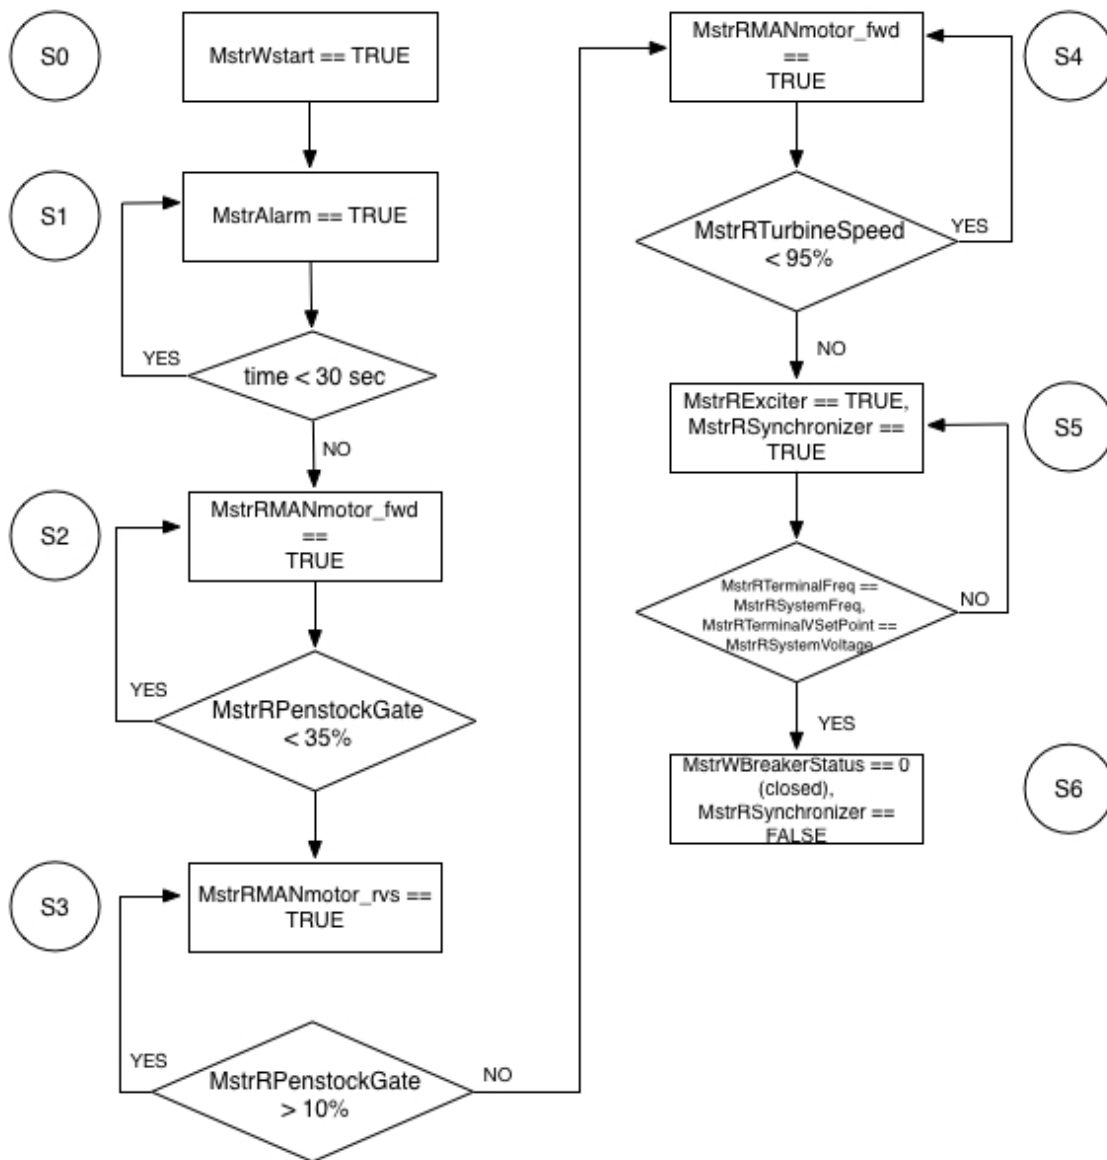 S0
MstrWstart == TRUE
S1
MstrAlarm == TRUE
YES
time < 30 sec
NO
S2
MstrRMANmotor_fwd
==
TRUE
YES
MstrRPenstockGate
< 35%
S3
MstrRMANmotor_rvs ==
TRUE
YES
MstrRPenstockGate
> 10%
NO
MstrRMANmotor_fwd
==
TRUE
S4
MstrRTurbineSpeed
< 95%
YES
NO
MstrRExciter == TRUE,
MstrRSynchronizer ==
TRUE
S5
MstrRTerminalFreq ==
MstrRSystemFreq,
MstrRTerminalVSetPoint ==
MstrRSystemVoltage
NO
YES
MstrWBreakerStatus == 0
(closed),
MstrRSynchronizer ==
FALSE
S6